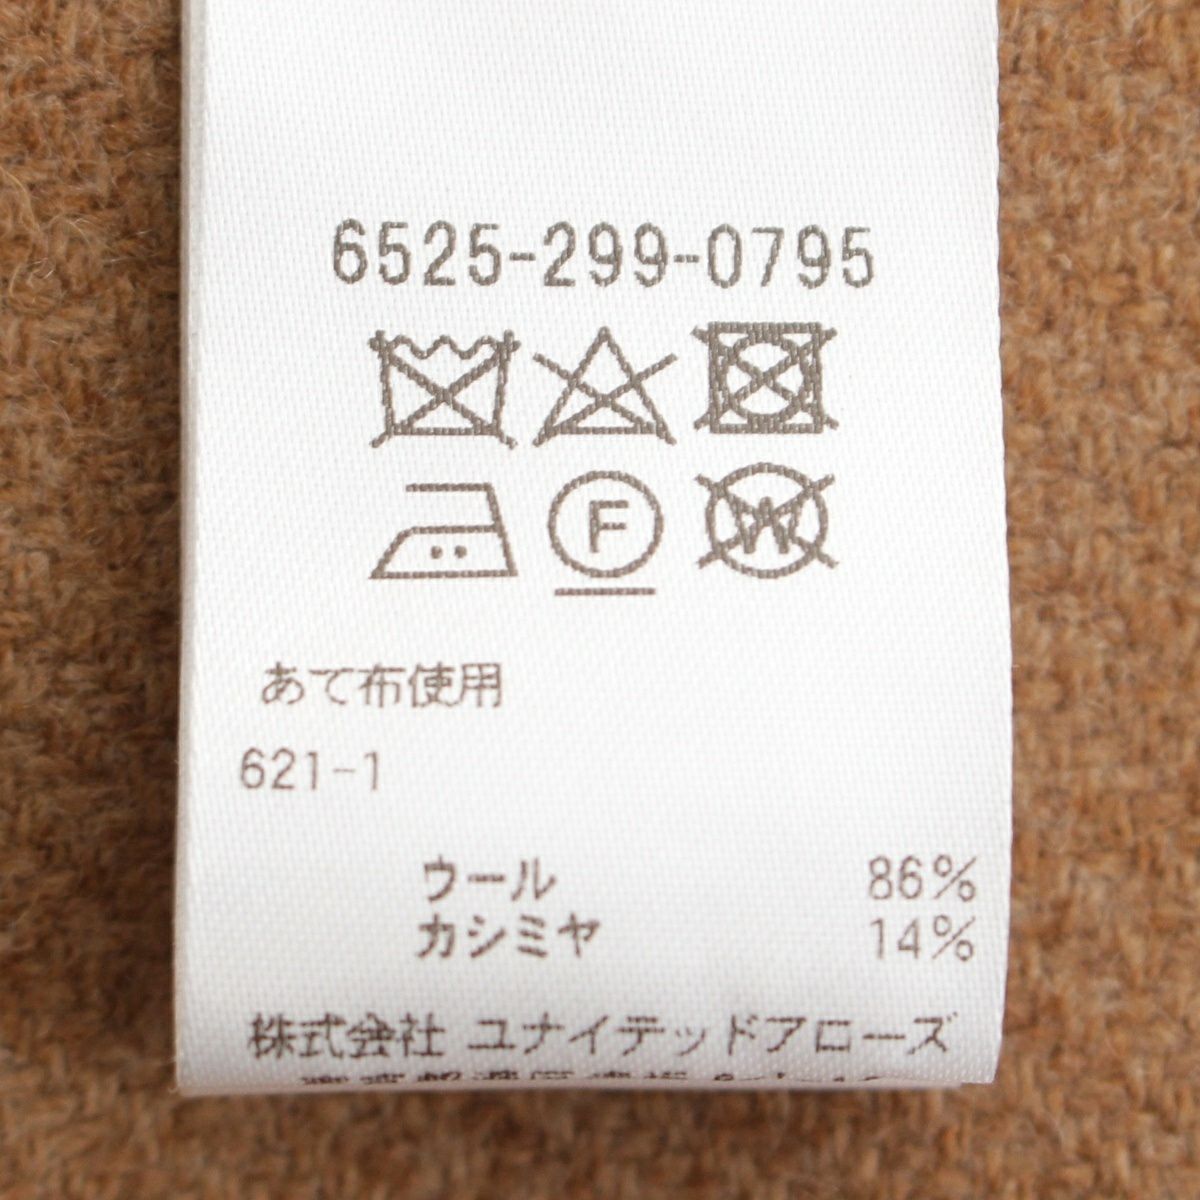 6525-299-0795
F W
あて布使用
621-1
ウール 86%
カシミヤ 14%
株式会社 ユナイテッドアローズ